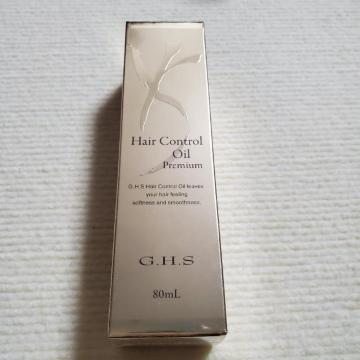 Hair Control
Oil
Premium
G.H.S Hair Control Oil leaves
your hair feeling
softness and smoothness.
G.H.S
80mL